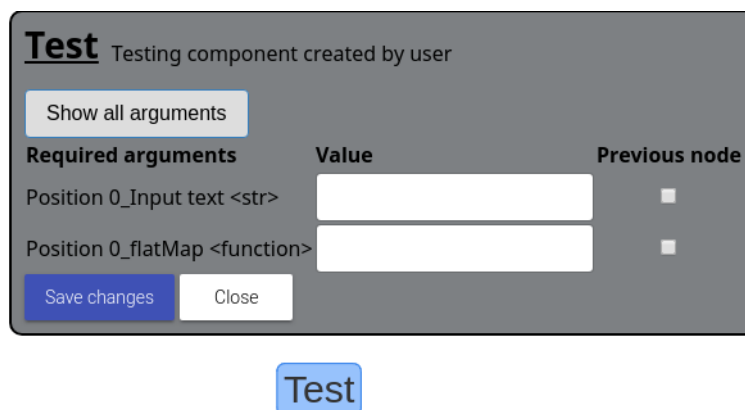 Test Testing component created by user
Show all arguments
Required arguments Value Previous node
Position 0_Input text <str>
Position 0_flatMap <function>
Save changes Close
Test